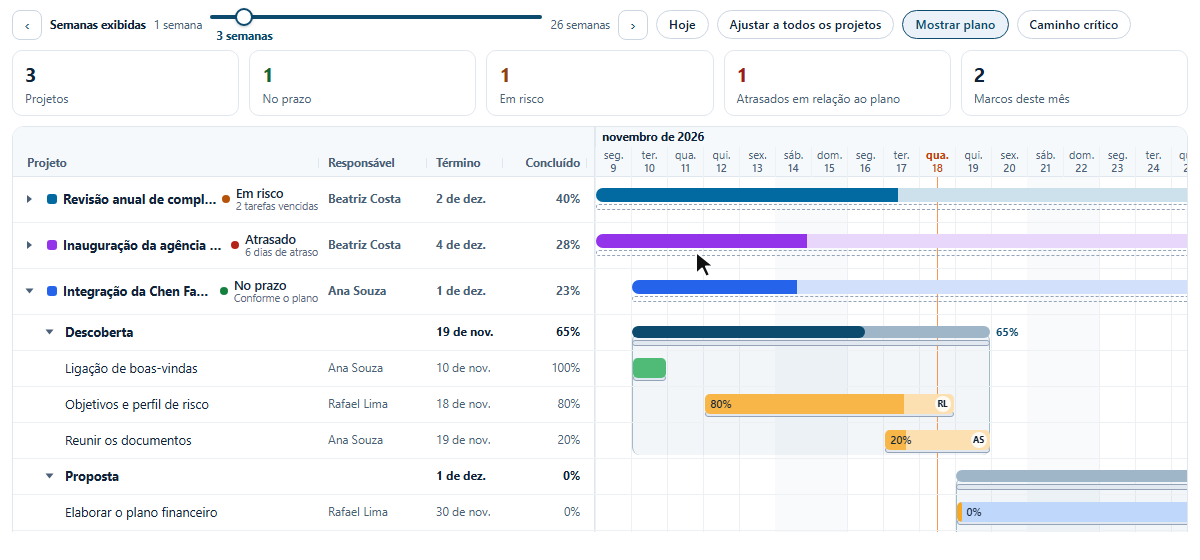 ‹ Semanas exibidas 1 semana 26 semanas › Hoje Ajustar a todos os projetos Mostrar plano Caminho crítico
3 semanas
3 1 1 1 2
Projetos No prazo Em risco Atrasados em relação ao plano Marcos deste mês
novembro de 2026
Projeto Responsável Término Concluído
seg. ter. qua. qui. sex. sáb. dom. seg. ter. qua. qui. sex. sáb. dom. seg. ter.
9 10 11 12 13 14 15 16 17 18 19 20 21 22 23 24
Revisão anual de compl... Em risco Beatriz Costa 2 de dez. 40%
2 tarefas vencidas
Inauguração da agência ... Atrasado Beatriz Costa 4 de dez. 28%
6 dias de atraso
Integração da Chen Fa... No prazo Ana Souza 1 de dez. 23%
Conforme o plano
Descoberta 19 de nov. 65% 65%
Ligação de boas-vindas Ana Souza 10 de nov. 100%
Objetivos e perfil de risco Rafael Lima 18 de nov. 80% 80% RL
Reunir os documentos Ana Souza 19 de nov. 20% 20% AS
Proposta 1 de dez. 0%
Elaborar o plano financeiro Rafael Lima 30 de nov. 0% 0%